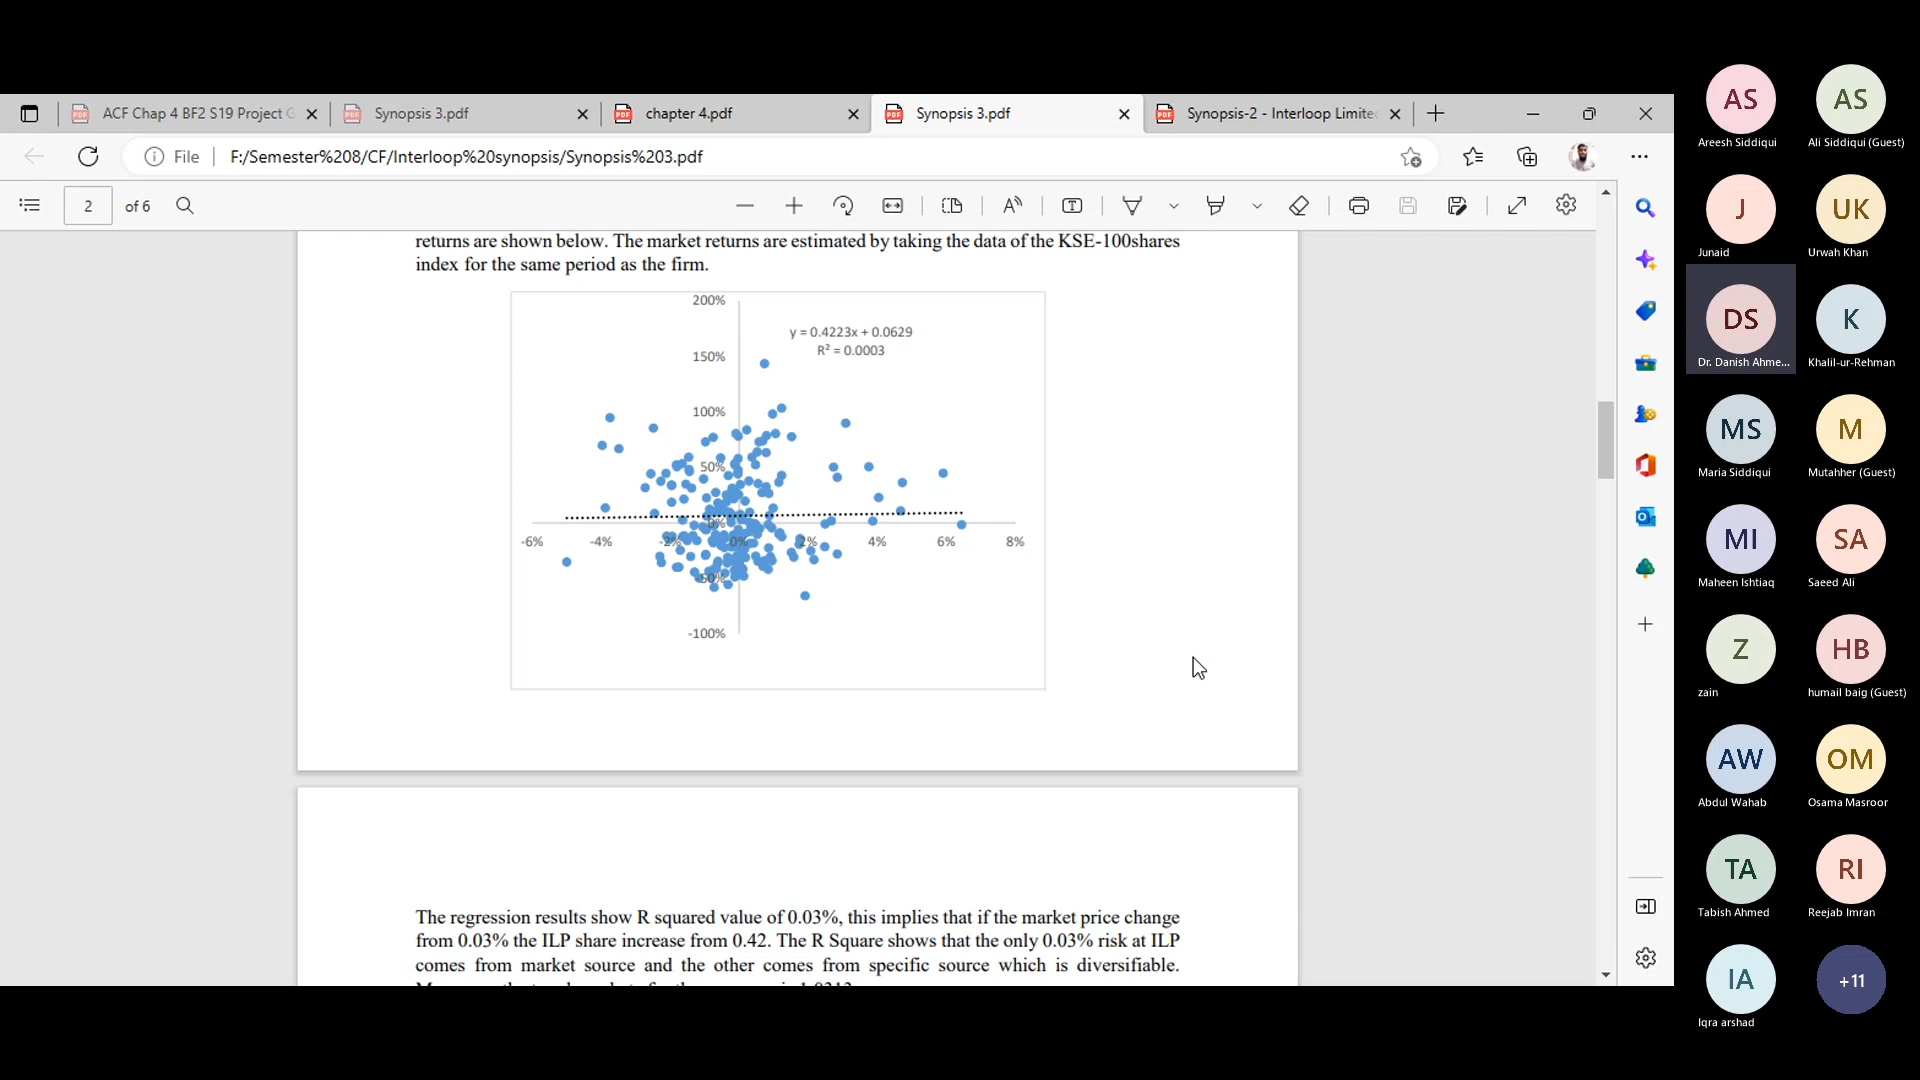 ACF Chap 4 BF2 S19 Project
Synopsis 3.pdf
chapter 4.pdf
Synopsis 3.pdf
Synopsis-2 - Interloop Limite
File
F:/Semester%208/CF/Interloop%20synopsis/Synopsis%203.pdf
2
of 6
returns are shown below. The market returns are estimated by taking the data of the KSE-100shares
index for the same period as the firm.
200%
y = 0.4223x + 0.0629
R² = 0.0003
150%
100%
50%
0%
-6%
-4%
-2%
0%
2%
4%
6%
8%
-50%
-100%
The regression results show R squared value of 0.03%, this implies that if the market price change
from 0.03% the ILP share increase from 0.42. The R Square shows that the only 0.03% risk at ILP
comes from market source and the other comes from specific source which is diversifiable.
AS
AS
Areesh Siddiqui
Ali Siddiqui (Guest)
J
UK
Junaid
Urwah Khan
DS
K
Dr. Danish Ahme...
Khalil-ur-Rehman
MS
M
Maria Siddiqui
Mutahher (Guest)
MI
SA
Maheen Ishtiaq
Saeed Ali
Z
HB
zain
humail baig (Guest)
AW
OM
Abdul Wahab
Osama Masroor
TA
RI
Tabish Ahmed
Reejab Imran
IA
+11
Iqra arshad